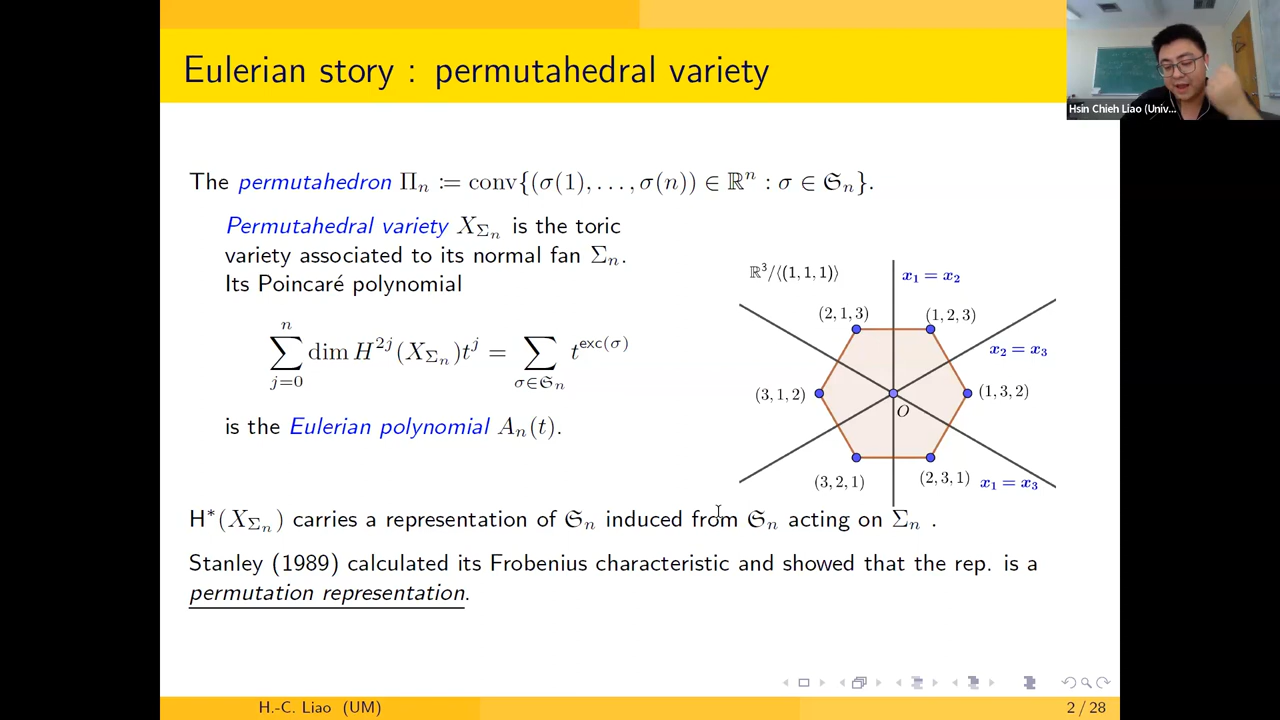 Eulerian story : permutahedral variety
Hsin Chieh Liao (Univ...
The permutahedron Πₙ ≔ conv{(σ(1), …, σ(n)) ∈ ℝⁿ : σ ∈ 𝔖ₙ}.
Permutahedral variety X_{Σₙ} is the toric
variety associated to its normal fan Σₙ.
Its Poincaré polynomial
∑_{j=0}^{n} dim H^{2j}(X_{Σₙ})t^j = ∑_{σ∈𝔖ₙ} t^{exc(σ)}
is the Eulerian polynomial Aₙ(t).
ℝ³/⟨(1, 1, 1)⟩
x₁ = x₂
(2, 1, 3)
(1, 2, 3)
x₂ = x₃
(3, 1, 2)
(1, 3, 2)
O
(3, 2, 1)
(2, 3, 1)
x₁ = x₃
H*(X_{Σₙ}) carries a representation of 𝔖ₙ induced from 𝔖ₙ acting on Σₙ .
Stanley (1989) calculated its Frobenius characteristic and showed that the rep. is a
permutation representation.
H.-C. Liao (UM)
2 / 28